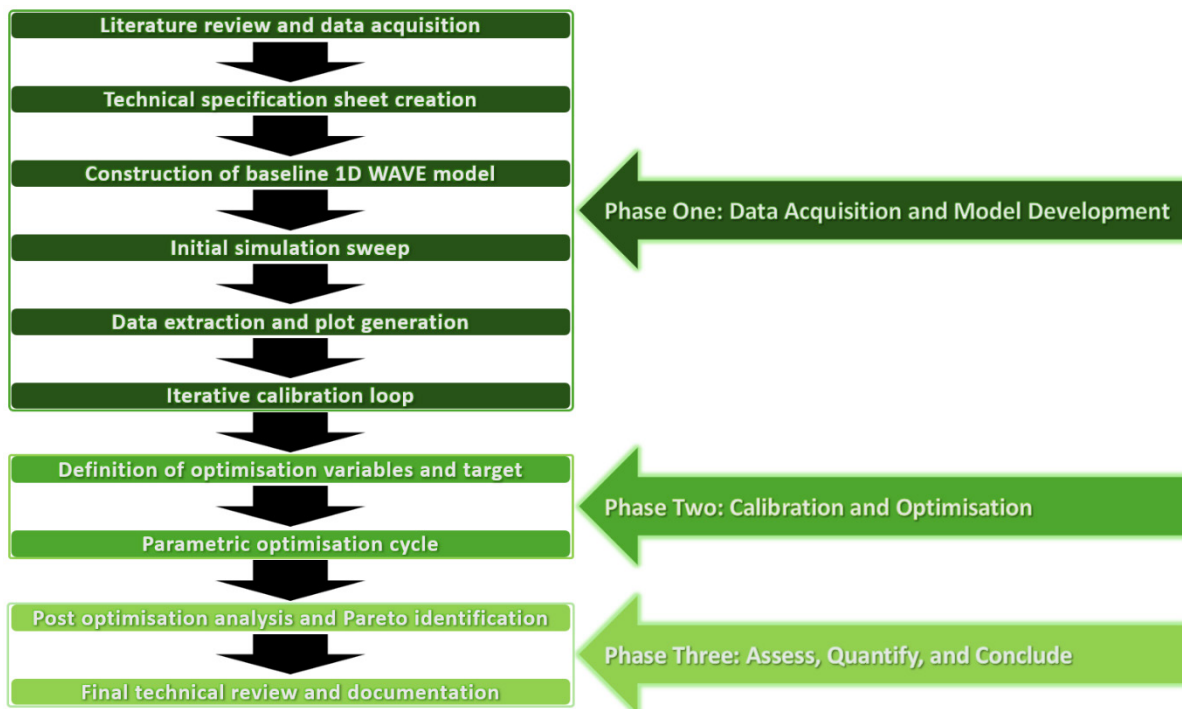 Literature review and data acquisition
Technical specification sheet creation
Construction of baseline 1D WAVE model
Initial simulation sweep
Data extraction and plot generation
Iterative calibration loop
Phase One: Data Acquisition and Model Development
Definition of optimisation variables and target
Parametric optimisation cycle
Phase Two: Calibration and Optimisation
Post optimisation analysis and Pareto identification
Final technical review and documentation
Phase Three: Assess, Quantify, and Conclude